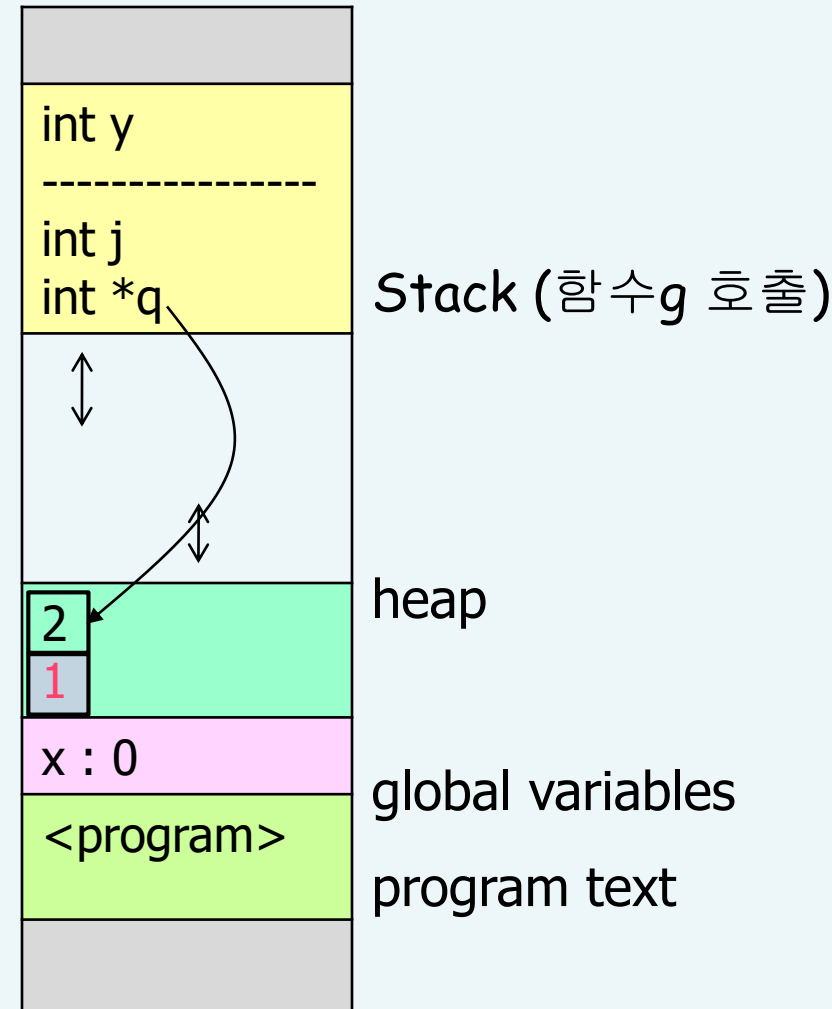 int y
----------------
int j
int *q
Stack (함수g 호출)
heap
2
1
x : 0
global variables
<program>
program text